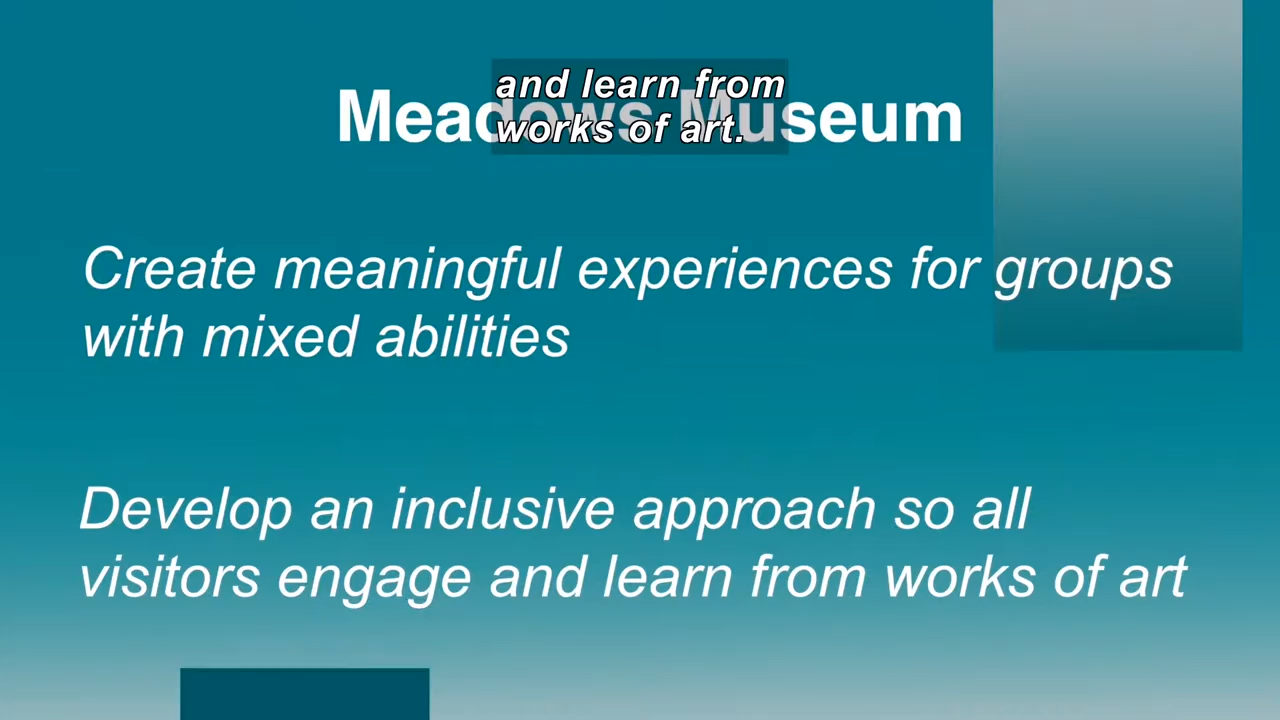 Meadows Museum
and learn from
works of art.
Create meaningful experiences for groups
with mixed abilities
Develop an inclusive approach so all
visitors engage and learn from works of art